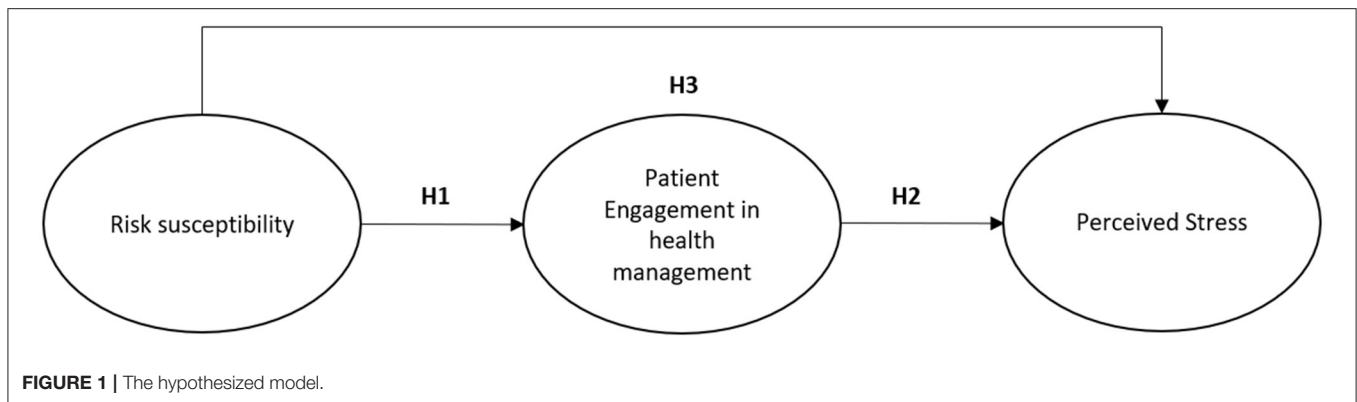 H3
Risk susceptibility
H1
Patient
Engagement in
health
management
H2
Perceived Stress
FIGURE 1 | The hypothesized model.